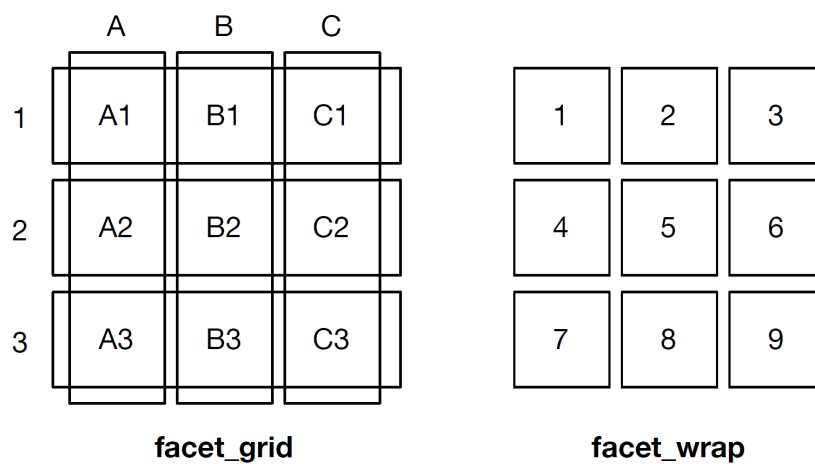 A B C
1 A1 B1 C1 1 2 3
2 A2 B2 C2 4 5 6
3 A3 B3 C3 7 8 9
facet_grid facet_wrap